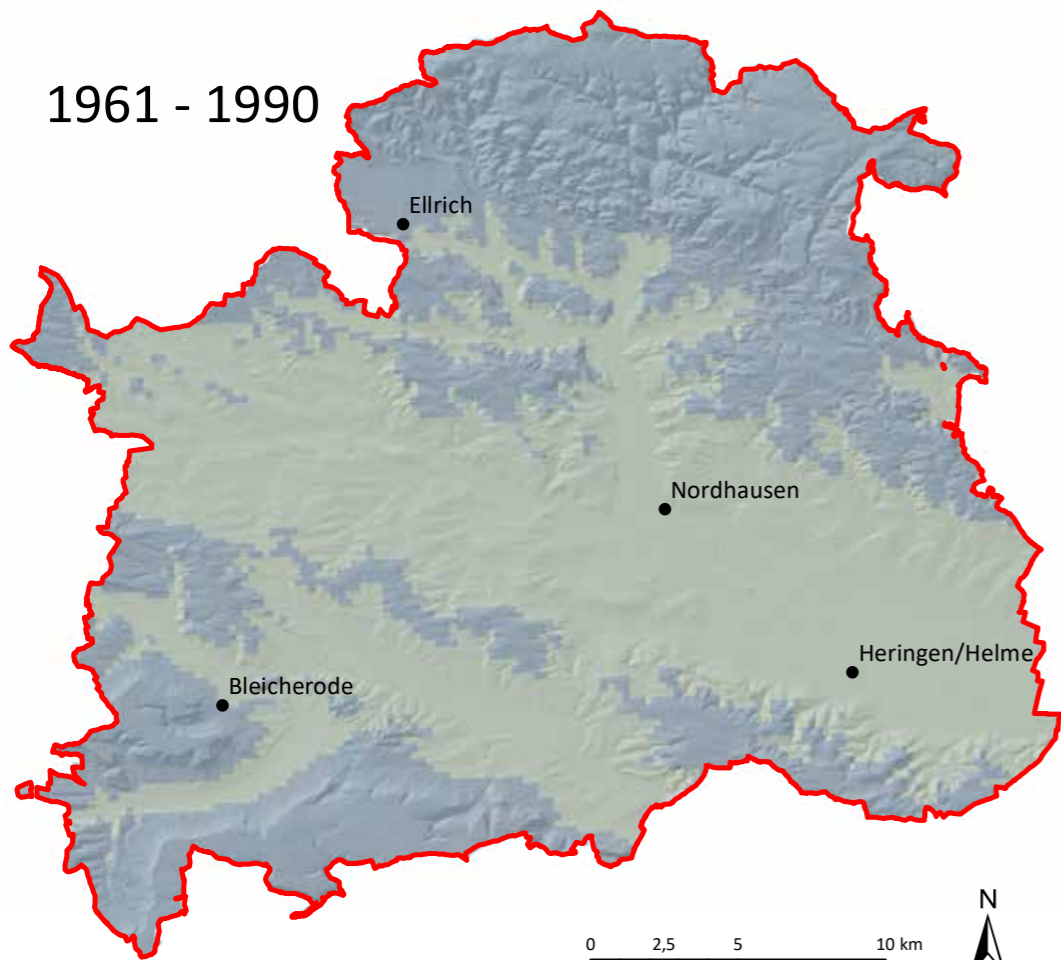 1961 - 1990
Ellrich
Nordhausen
Heringen/Helme
Bleicherode
N
0 2,5 5 10 km